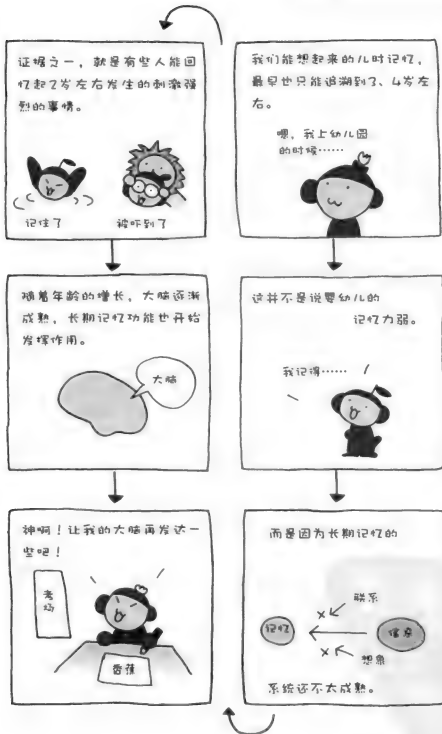 我们能想起来的儿时记忆，
最早也只能追溯到3、4岁左
右。
嗯，我上幼儿园
的时候……
这并不是说婴幼儿的
记忆力弱。
我记得……
而是因为长期记忆的
联系
记忆
信息
想象
系统还不太成熟。
证据之一，就是有些人能回
忆起2岁左右发生的刺激强
烈的事情。
记住了
被吓到了
随着年龄的增长，大脑逐渐
成熟，长期记忆功能也开始
发挥作用。
大脑
神啊！让我的大脑再发达一
些吧！
考场
香蕉